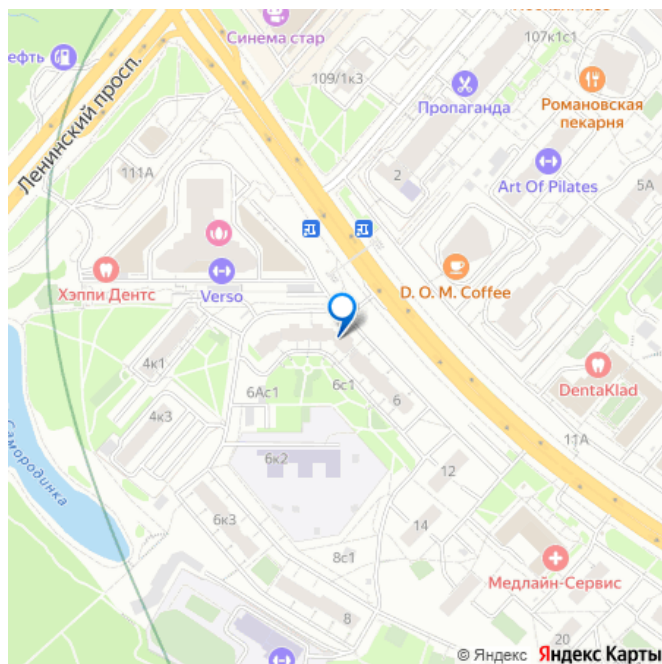 Синема стар
107к1с1
ефть
109/1к3
Ленинский просп.
Пропаганда
Романовская
пекарня
2
Art Of Pilates
5А
111А
Хэппи Дентс
Verso
D. O. M. Coffee
4к1
6Ас1
6с1
6
DentaKlad
4к3
11А
Самородинка
6к2
12
6к3
14
8с1
Медлайн-Сервис
8
20
© Яндекс Яндекс Карты